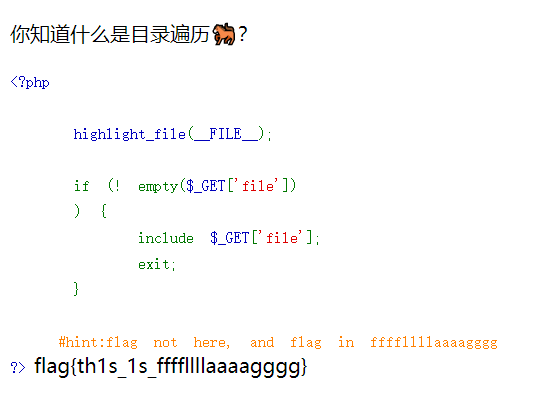 你知道什么是目录遍历🐎？
<?php
highlight_file(__FILE__);
if (! empty($_GET['file'])
) {
include $_GET['file'];
exit;
}
#hint:flag not here, and flag in ffffllllaaaagggg
?> flag{th1s_1s_ffffllllaaaagggg}